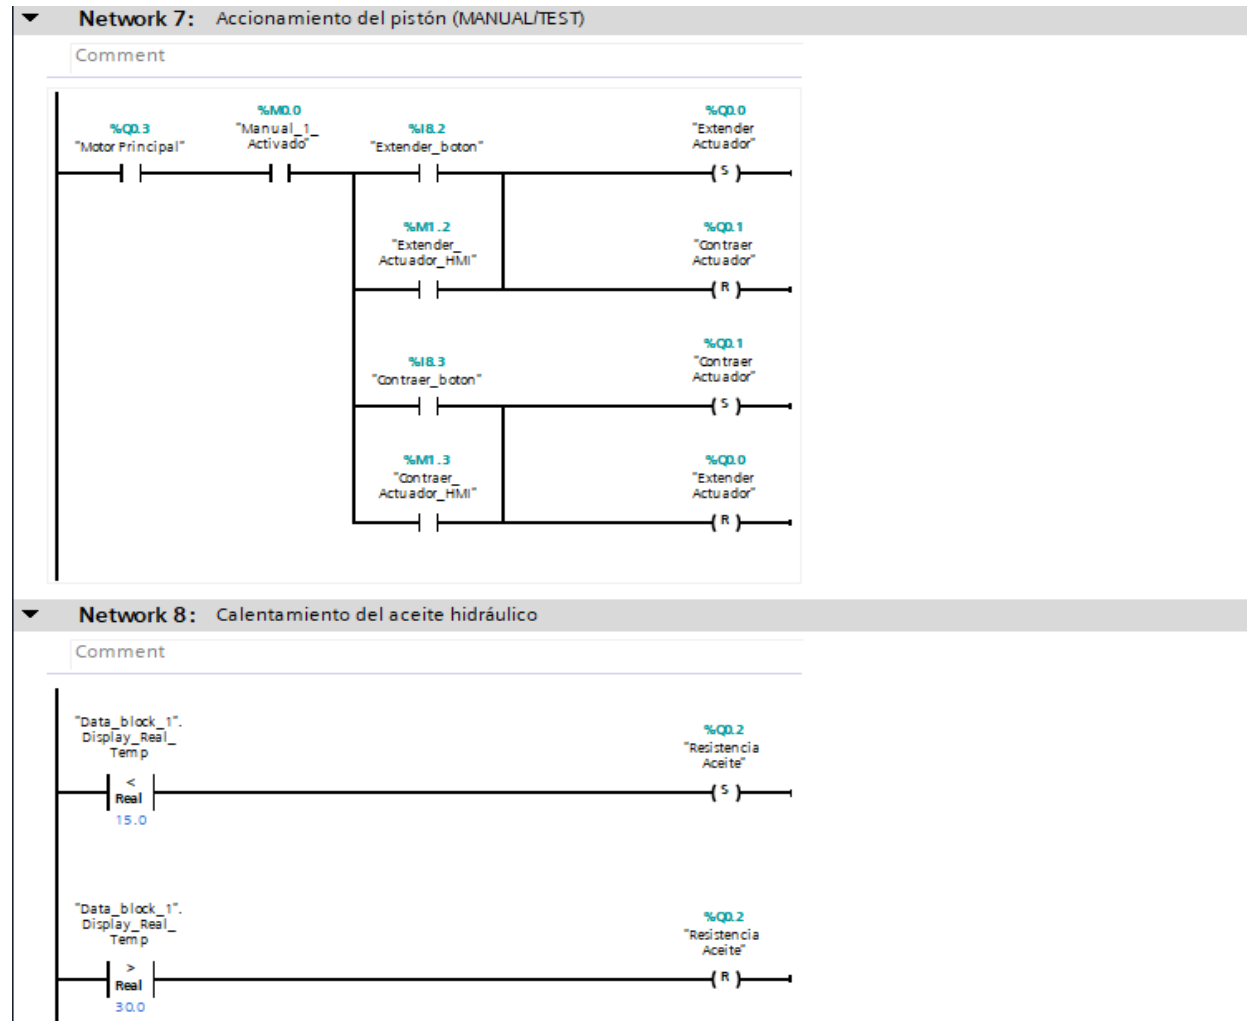 Network 7: Accionamiento del pistón (MANUAL/TEST)
Comment
%Q0.3
"Motor Principal"
%M0.0
"Manual_1_
Activado"
%I8.2
"Extender_boton"
%Q0.0
"Extender
Actuador"
S
%M1.2
"Extender_
Actuador_HMI"
%Q0.1
"Contraer
Actuador"
R
%I8.3
"Contraer_boton"
%Q0.1
"Contraer
Actuador"
S
%M1.3
"Contraer_
Actuador_HMI"
%Q0.0
"Extender
Actuador"
R
Network 8: Calentamiento del aceite hidráulico
Comment
"Data_block_1".
Display_Real_
Temp
<
Real
15.0
%Q0.2
"Resistencia
Aceite"
S
"Data_block_1".
Display_Real_
Temp
>
Real
30.0
%Q0.2
"Resistencia
Aceite"
R